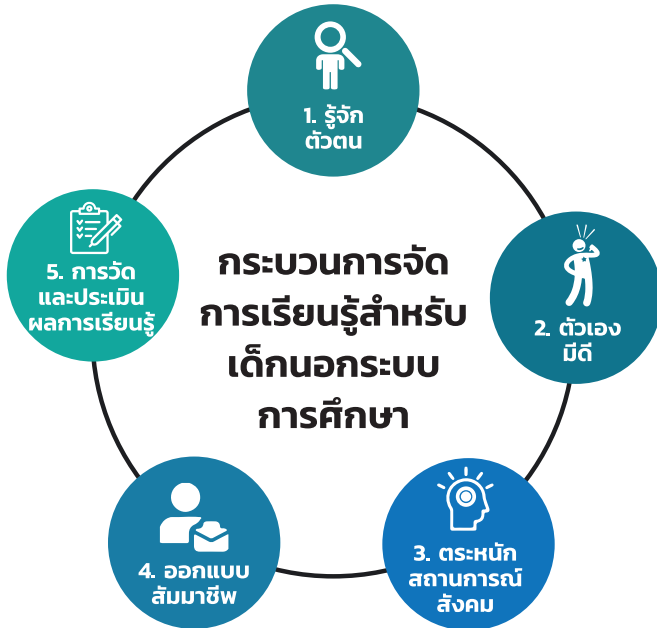 1. รู้จัก
ตัวตน
2. ตัวเอง
มีดี
3. ตระหนัก
สถานการณ์
สังคม
4. ออกแบบ
สัมมาชีพ
5. การวัด
และประเมิน
ผลการเรียนรู้
กระบวนการจัด
การเรียนรู้สำหรับ
เด็กนอกระบบ
การศึกษา